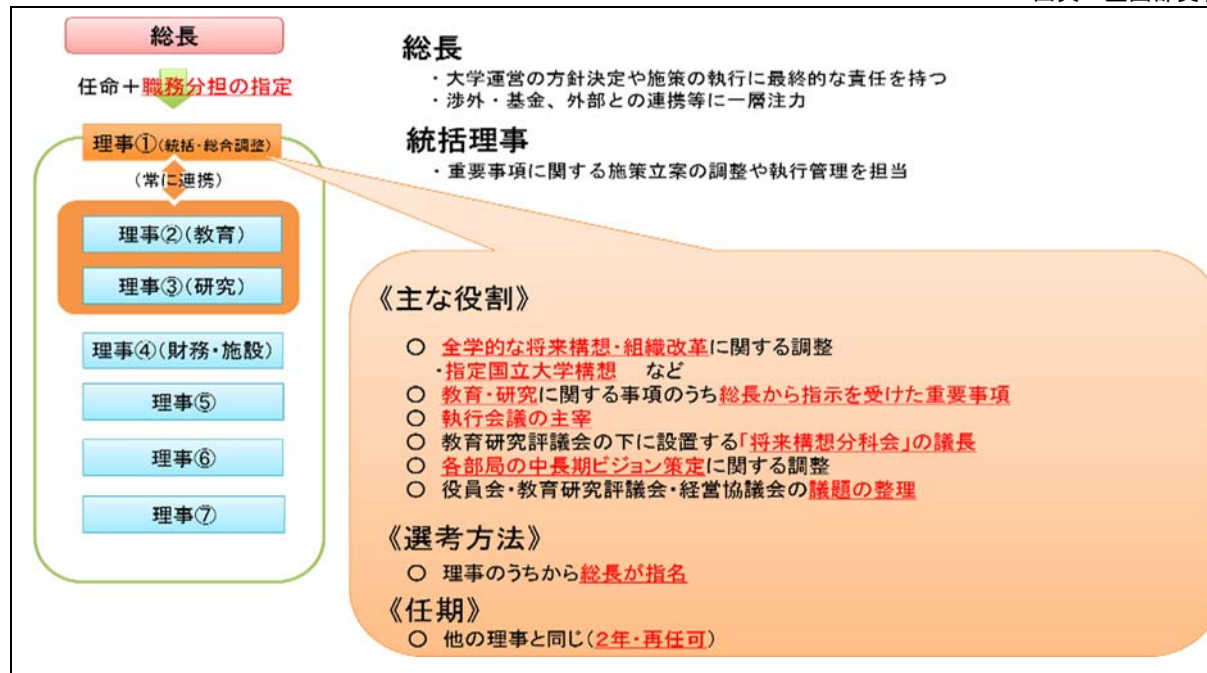 総長
任命＋職務分担の指定
理事①(統括・総合調整)
(常に連携)
理事②(教育)
理事③(研究)
理事④(財務・施設)
理事⑤
理事⑥
理事⑦
総長
・大学運営の方針決定や施策の執行に最終的な責任を持つ
・渉外・基金、外部との連携等に一層注力
統括理事
・重要事項に関する施策立案の調整や執行管理を担当
《主な役割》
○ 全学的な将来構想・組織改革に関する調整
・指定国立大学構想 など
○ 教育・研究に関する事項のうち総長から指示を受けた重要事項
○ 執行会議の主宰
○ 教育研究評議会の下に設置する「将来構想分科会」の議長
○ 各部局の中長期ビジョン策定に関する調整
○ 役員会・教育研究評議会・経営協議会の議題の整理
《選考方法》
○ 理事のうちから総長が指名
《任期》
○ 他の理事と同じ(２年・再任可)